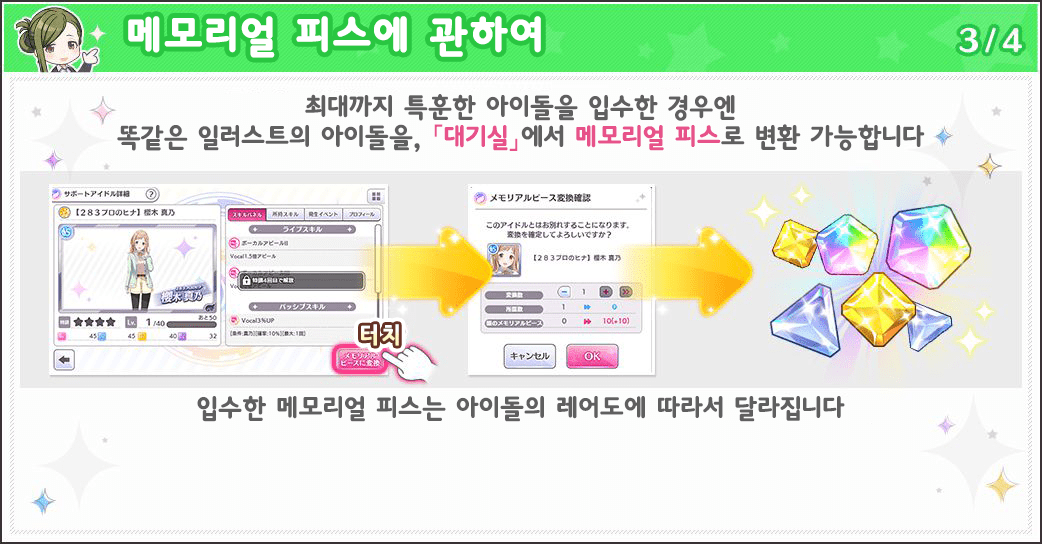 메모리얼 피스에 관하여
3/4
최대까지 특훈한 아이돌을 입수한 경우엔
똑같은 일러스트의 아이돌을, 「대기실」에서 메모리얼 피스로 변환 가능합니다
サポートアイドル詳細 ?
【283プロのヒナ】櫻木 真乃
櫻木 真乃
あと50
特訓 ★★★★ Lv. 1/40
45 45 40 32
スキルパネル 所持スキル 発生イベント プロフィール
ライブスキル
ボーカルアピールII
Vocal1.5倍アピール
特訓4回目で解放
パッシブスキル
Vocal3%UP
[条件:真乃][確率:10%][最大:1回]
メモリアル
ピースに変換
터치
メモリアルピース変換確認
このアイドルとはお別れすることになります。
変換を確定してよろしいですか?
【283プロのヒナ】櫻木 真乃
変換数 1
所属数 1 0
銀のメモリアルピース 0 10(+10)
キャンセル OK
입수한 메모리얼 피스는 아이돌의 레어도에 따라서 달라집니다